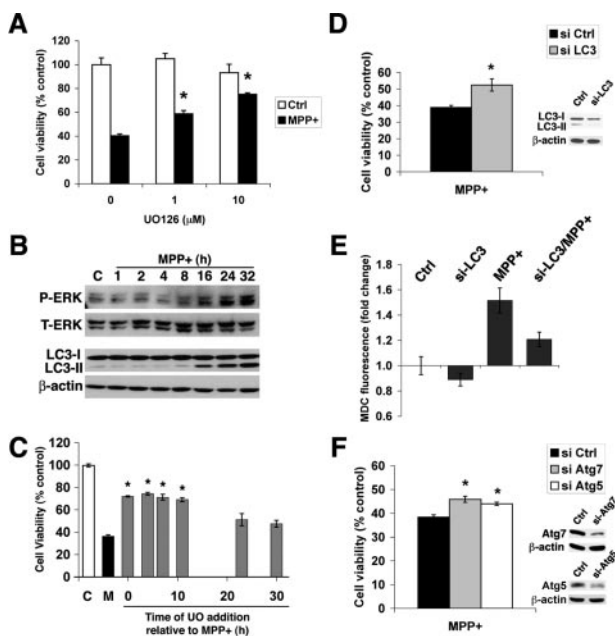 A
Cell viability (% control)
120
100
80
60
40
20
0
Ctrl
MPP+
*
*
0 1 10
UO126 (μM)
B
MPP+ (h)
C 1 2 4 8 16 24 32
P-ERK
T-ERK
LC3-I
LC3-II
β-actin
C
Cell Viability (% control)
120
100
80
60
40
20
0
* * * *
C M 0 10 20 30
Time of UO addition
relative to MPP+ (h)
D
si Ctrl
si LC3
Cell viability (% control)
60
50
40
30
20
10
0
*
MPP+
Ctrl si-LC3
LC3-I
LC3-II
β-actin
E
MDC fluorescence (fold change)
1.8
1.6
1.4
1.2
1.0
0.8
0.6
Ctrl
si-LC3
MPP+
si-LC3/MPP+
F
si Ctrl
si Atg7
si Atg5
Cell viability (% control)
60
50
40
30
20
10
0
* *
MPP+
Ctrl si-Atg7
Atg7
β-actin
Ctrl si-Atg5
Atg5
β-actin